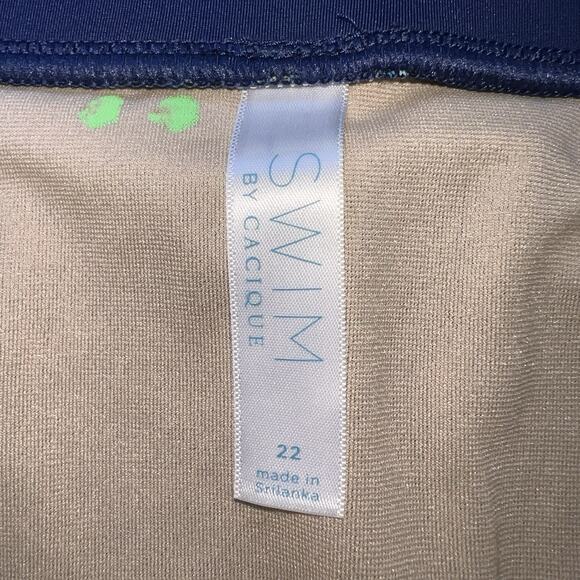 SWIM
BY CACIQUE
22
made in
Srilanka